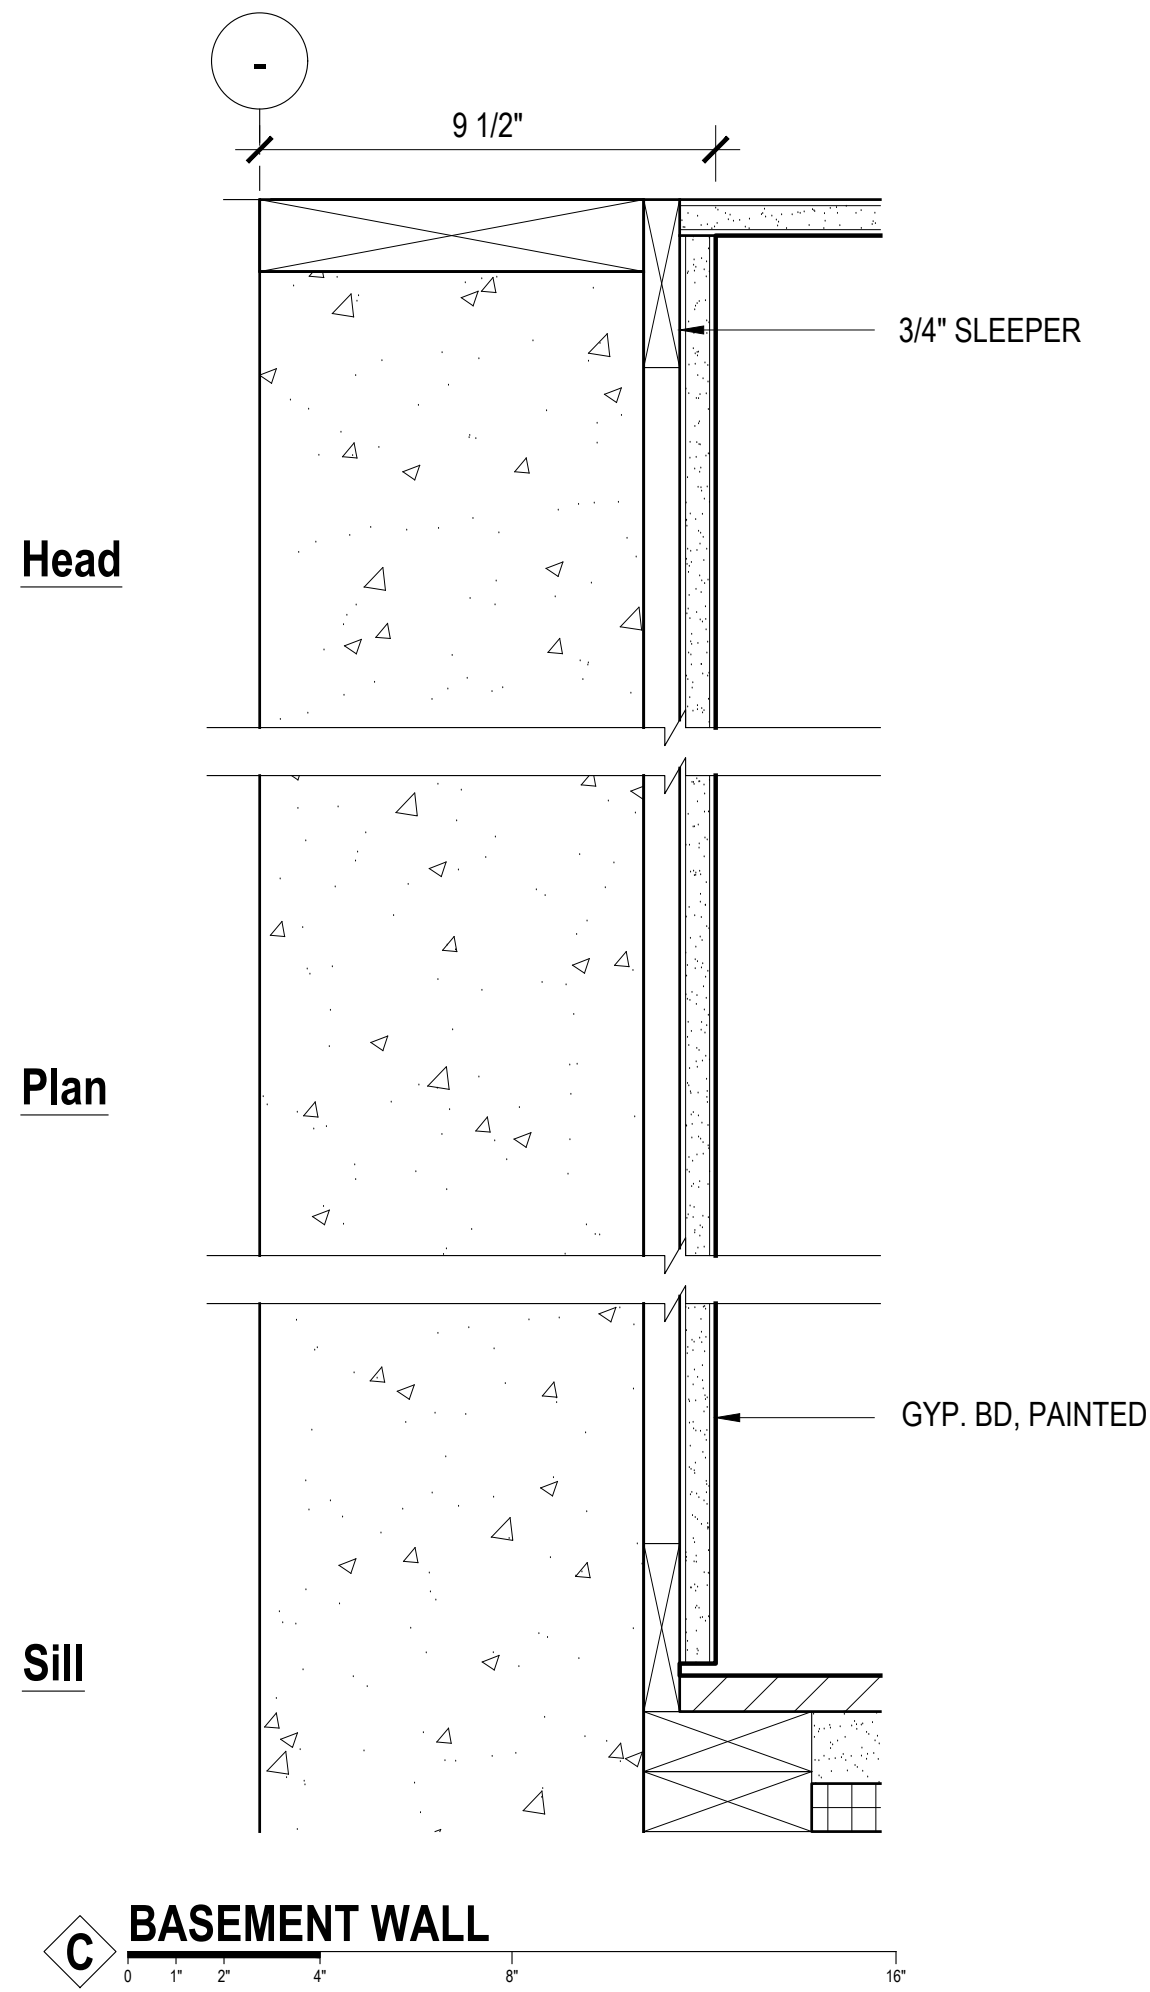 -
9 1/2"
3/4" SLEEPER
Head
Plan
GYP. BD, PAINTED
Sill
C BASEMENT WALL
0 1" 2" 4" 8" 16"